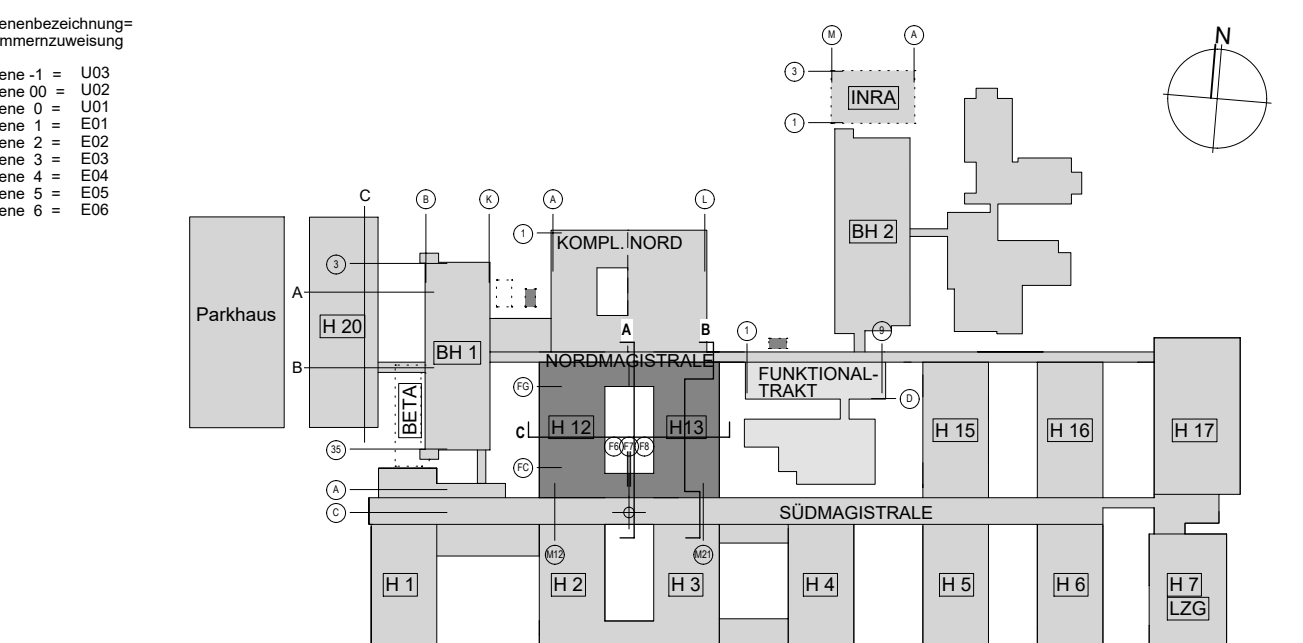 enenbezeichnung=
mmernzuweisung
ene -1 = U03
ene 00 = U02
ene 0 = U01
ene 1 = E01
ene 2 = E02
ene 3 = E03
ene 4 = E04
ene 5 = E05
ene 6 = E06
M A
N
3
INRA
1
C B K A L
1 KOMPL. NORD
BH 2
3
A
Parkhaus
H 20
A B 1 9
BH 1
NORDMAGISTRALE
B
FUNKTIONAL-
TRAKT
FG
D
BETA
C H 12 H13
H 15 H 16 H 17
F6 F7 F8
35
FC
A
C
SÜDMAGISTRALE
M12 M21
H 1 H 2 H 3 H 4 H 5 H 6 H 7
LZG